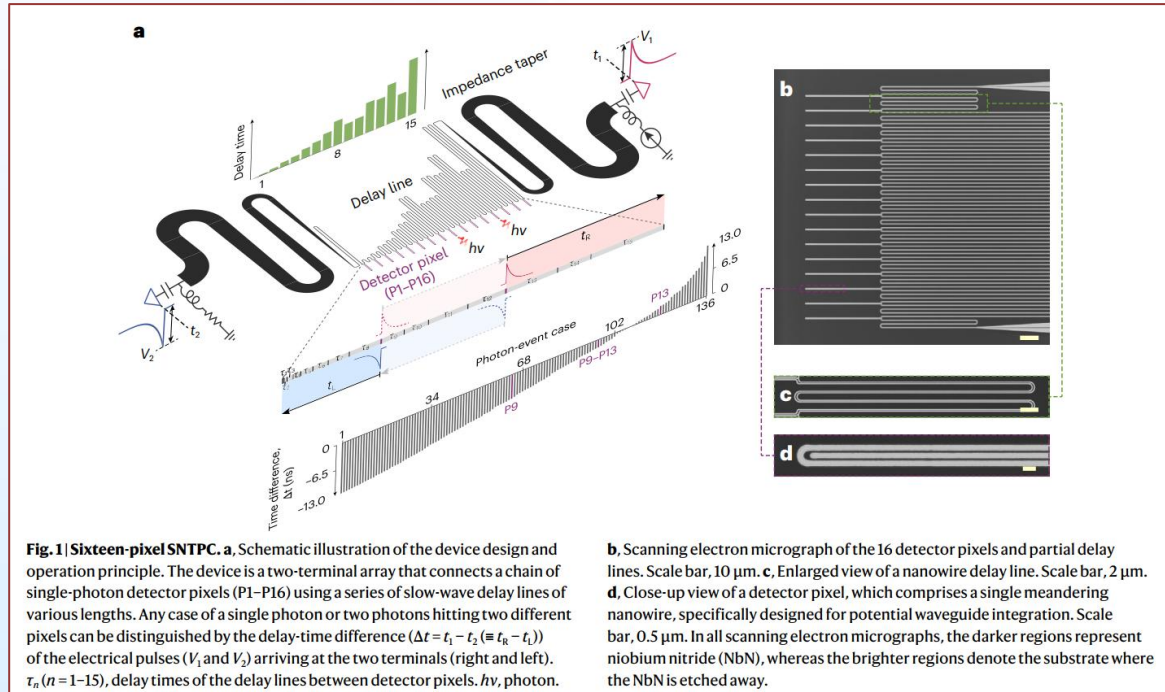 a
V₁
t₁
Impedance taper
Delay time
15
8
1
Delay line
hν
hν
Detector pixel
(P1–P16)
t_R
V₂
t₂
t_L
13.0
6.5
0
136
P13
102
Photon-event case
P9–P13
68
P9
34
1
0
−6.5
−13.0
Time difference,
Δt (ns)
b
c
d
Fig. 1 | Sixteen-pixel SNTPC. a, Schematic illustration of the device design and
operation principle. The device is a two-terminal array that connects a chain of
single-photon detector pixels (P1–P16) using a series of slow-wave delay lines of
various lengths. Any case of a single photon or two photons hitting two different
pixels can be distinguished by the delay-time difference (Δt = t₁ − t₂ (≡ t_R − t_L))
of the electrical pulses (V₁ and V₂) arriving at the two terminals (right and left).
τₙ (n = 1–15), delay times of the delay lines between detector pixels. hν, photon.
b, Scanning electron micrograph of the 16 detector pixels and partial delay
lines. Scale bar, 10 μm. c, Enlarged view of a nanowire delay line. Scale bar, 2 μm.
d, Close-up view of a detector pixel, which comprises a single meandering
nanowire, specifically designed for potential waveguide integration. Scale
bar, 0.5 μm. In all scanning electron micrographs, the darker regions represent
niobium nitride (NbN), whereas the brighter regions denote the substrate where
the NbN is etched away.